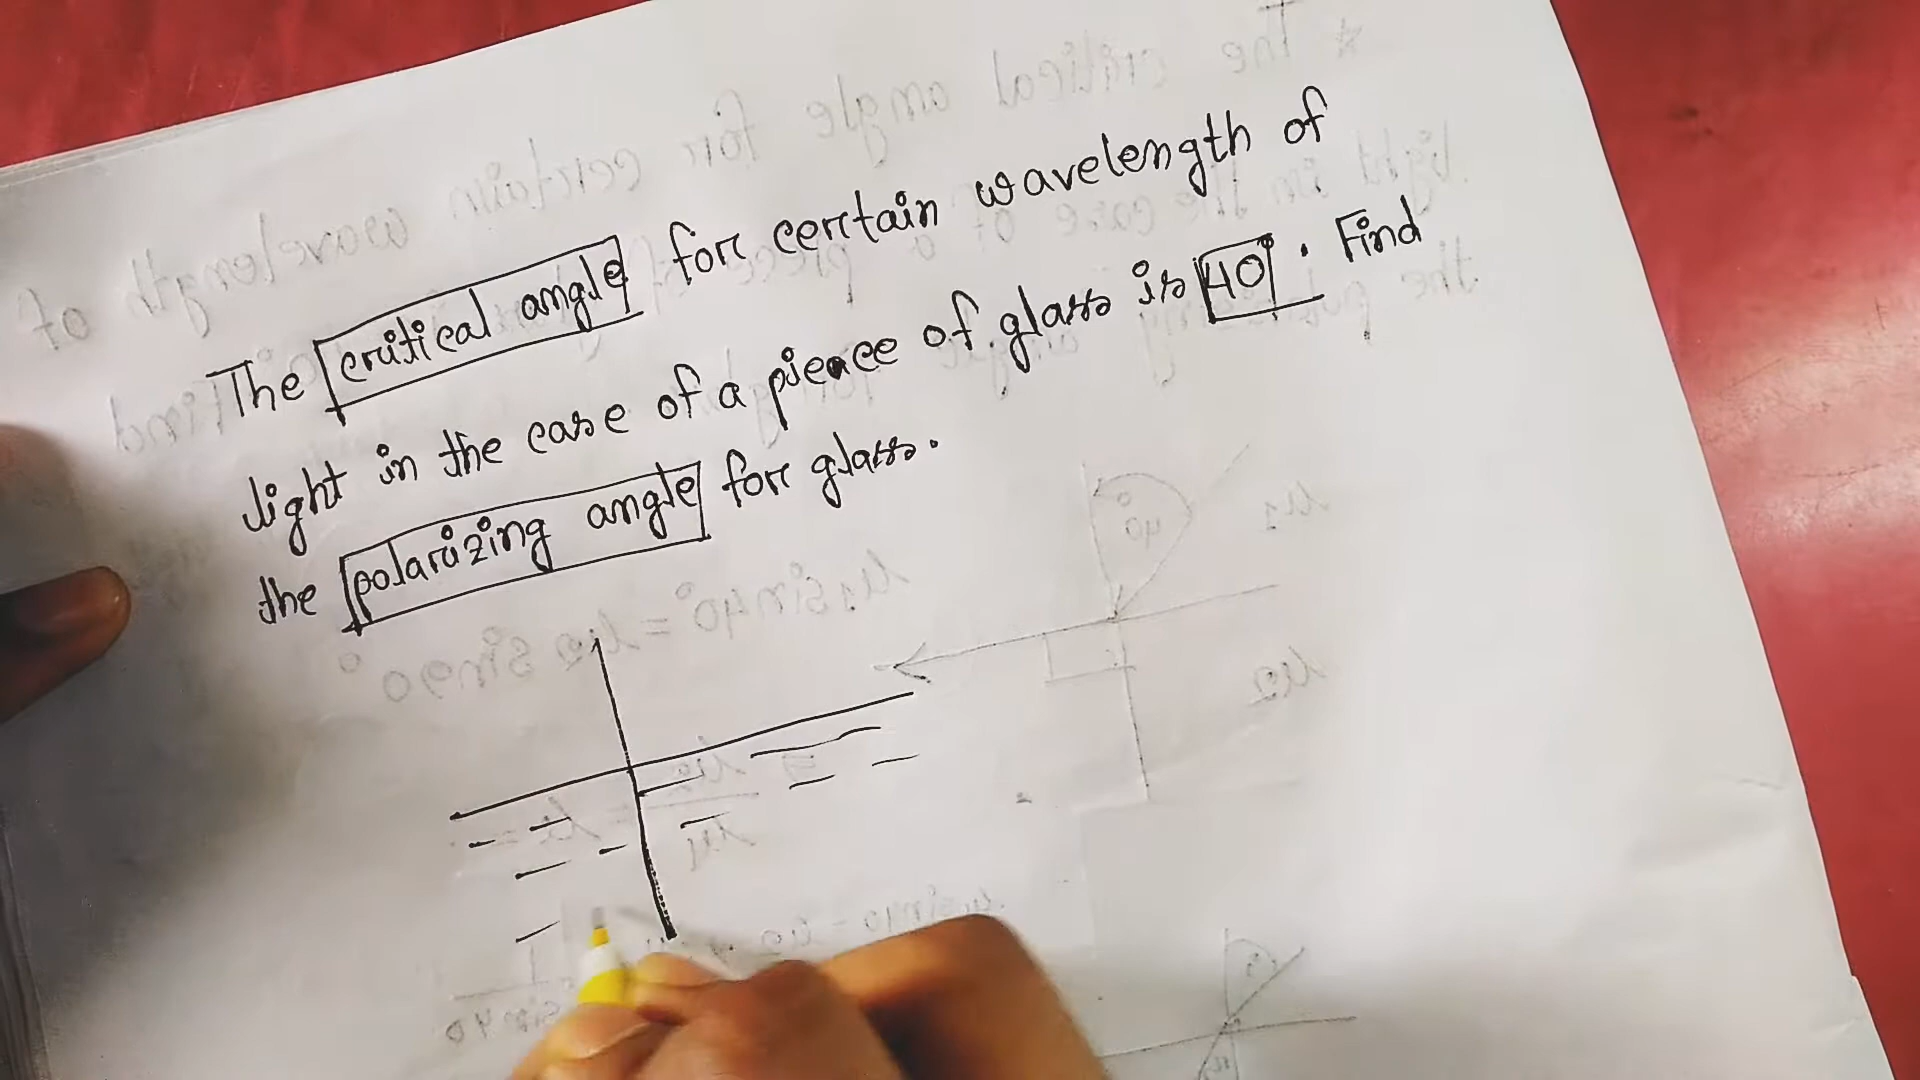 The critical angle for certain wavelength of
light in the case of a pieace of glass is 40°. Find
the polarizing angle for glass.